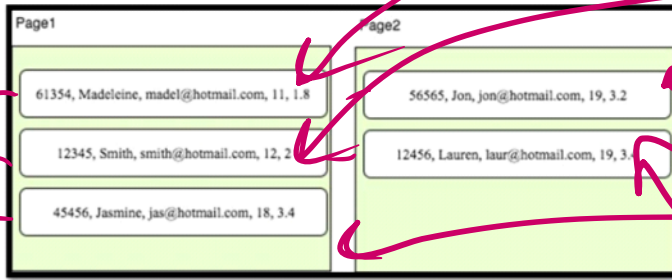 Page1
61354, Madeleine, madel@hotmail.com, 11, 1.8
12345, Smith, smith@hotmail.com, 12, 2
45456, Jasmine, jas@hotmail.com, 18, 3.4
Page2
56565, Jon, jon@hotmail.com, 19, 3.2
12456, Lauren, laur@hotmail.com, 19, 3.